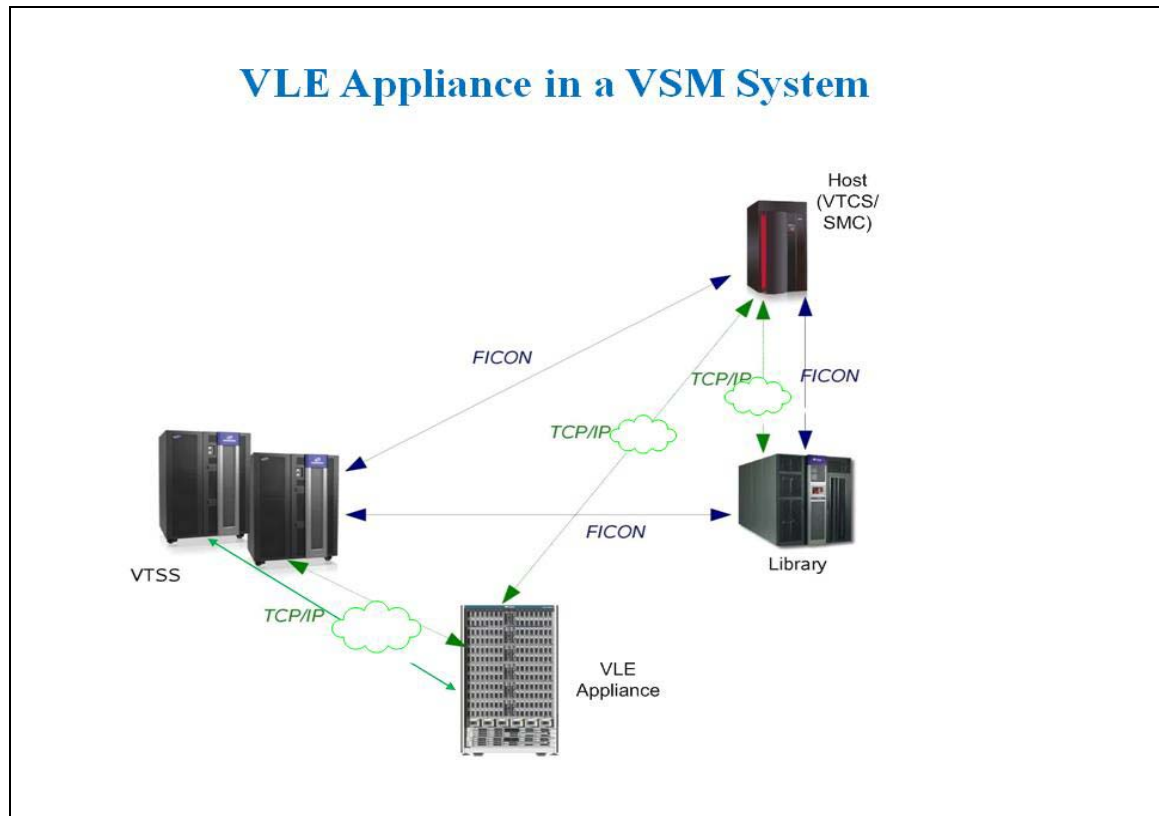 VLE Appliance in a VSM System
Host
(VTCS/
SMC)
FICON
TCP/IP
FICON
TCP/IP
FICON
Library
VTSS
TCP/IP
VLE
Appliance